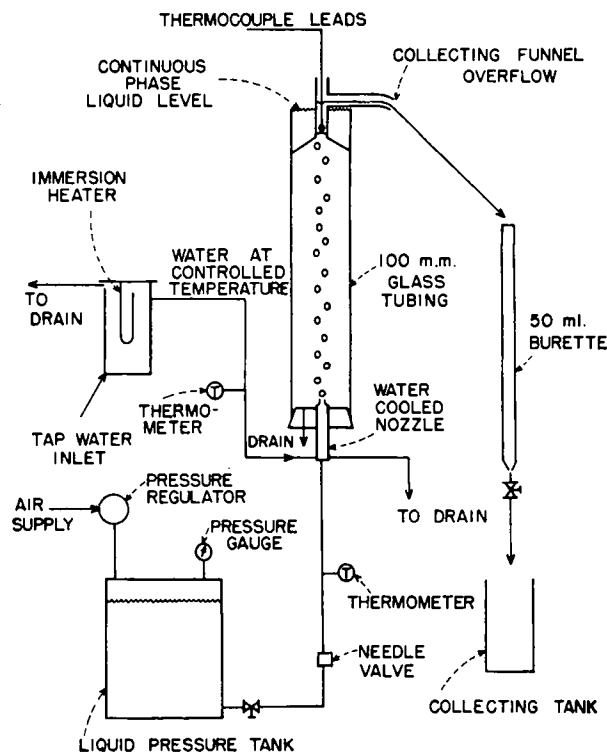 THERMOCOUPLE LEADS
COLLECTING FUNNEL
OVERFLOW
CONTINUOUS
PHASE
LIQUID LEVEL
IMMERSION
HEATER
WATER AT
CONTROLLED
TEMPERATURE
100 m.m.
GLASS
TUBING
TO
DRAIN
50 ml.
BURETTE
T
THERMO-
METER
WATER
COOLED
NOZZLE
DRAIN
TAP WATER
INLET
PRESSURE
REGULATOR
AIR
SUPPLY
TO DRAIN
PRESSURE
GAUGE
T
THERMOMETER
NEEDLE
VALVE
COLLECTING TANK
LIQUID PRESSURE TANK